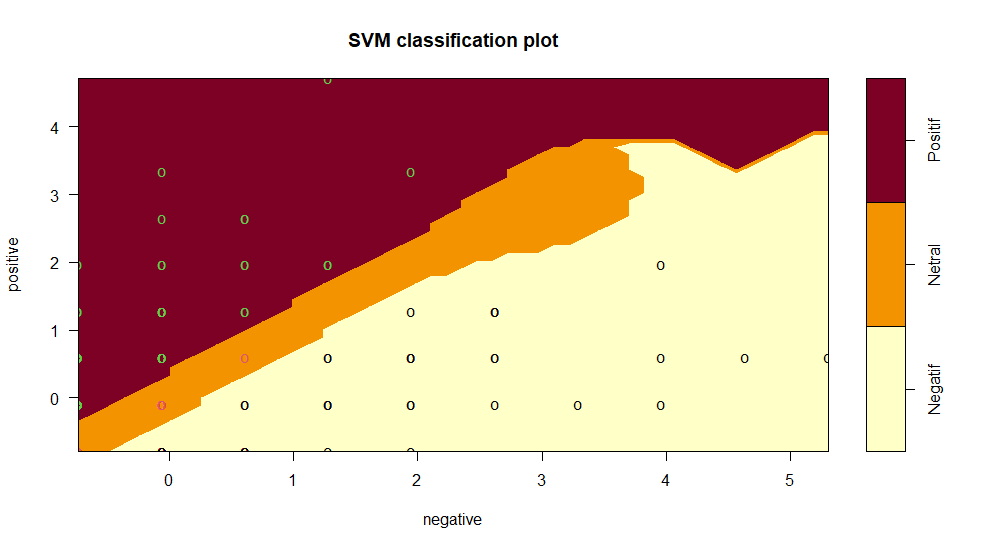 SVM classification plot
positive
4
3
2
1
0
0 1 2 3 4 5
negative
Positif
Netral
Negatif